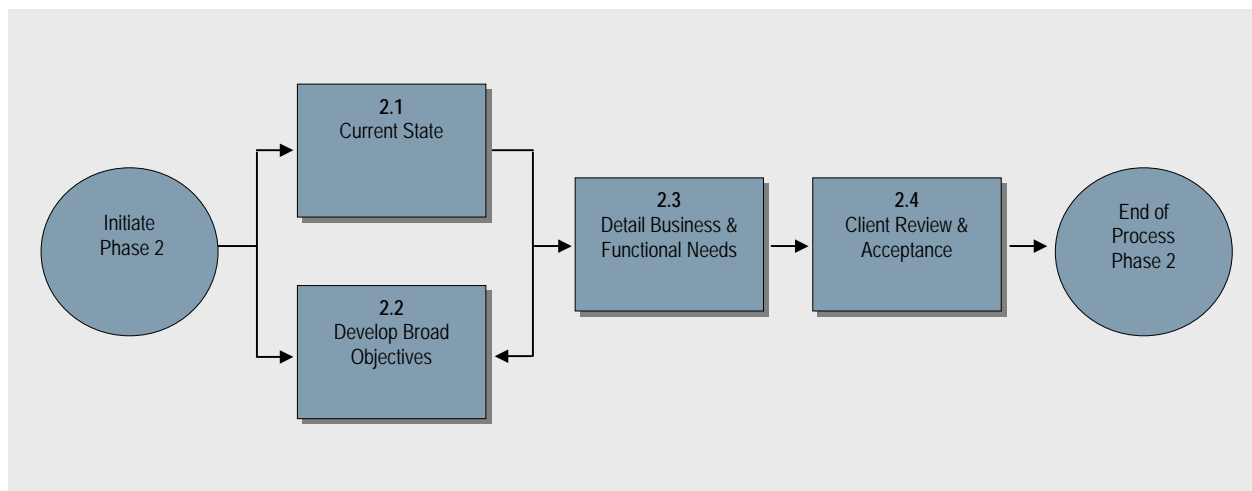 Initiate
Phase 2
2.1
Current State
2.2
Develop Broad
Objectives
2.3
Detail Business &
Functional Needs
2.4
Client Review &
Acceptance
End of
Process
Phase 2